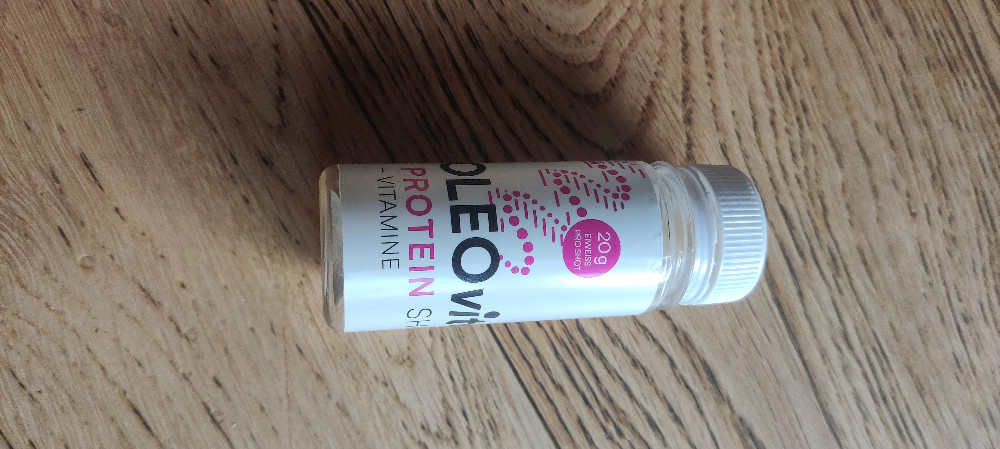 20g
EIWEISS
PRO SHOT
OLEOvit
PROTEIN SH
-VITAMINE